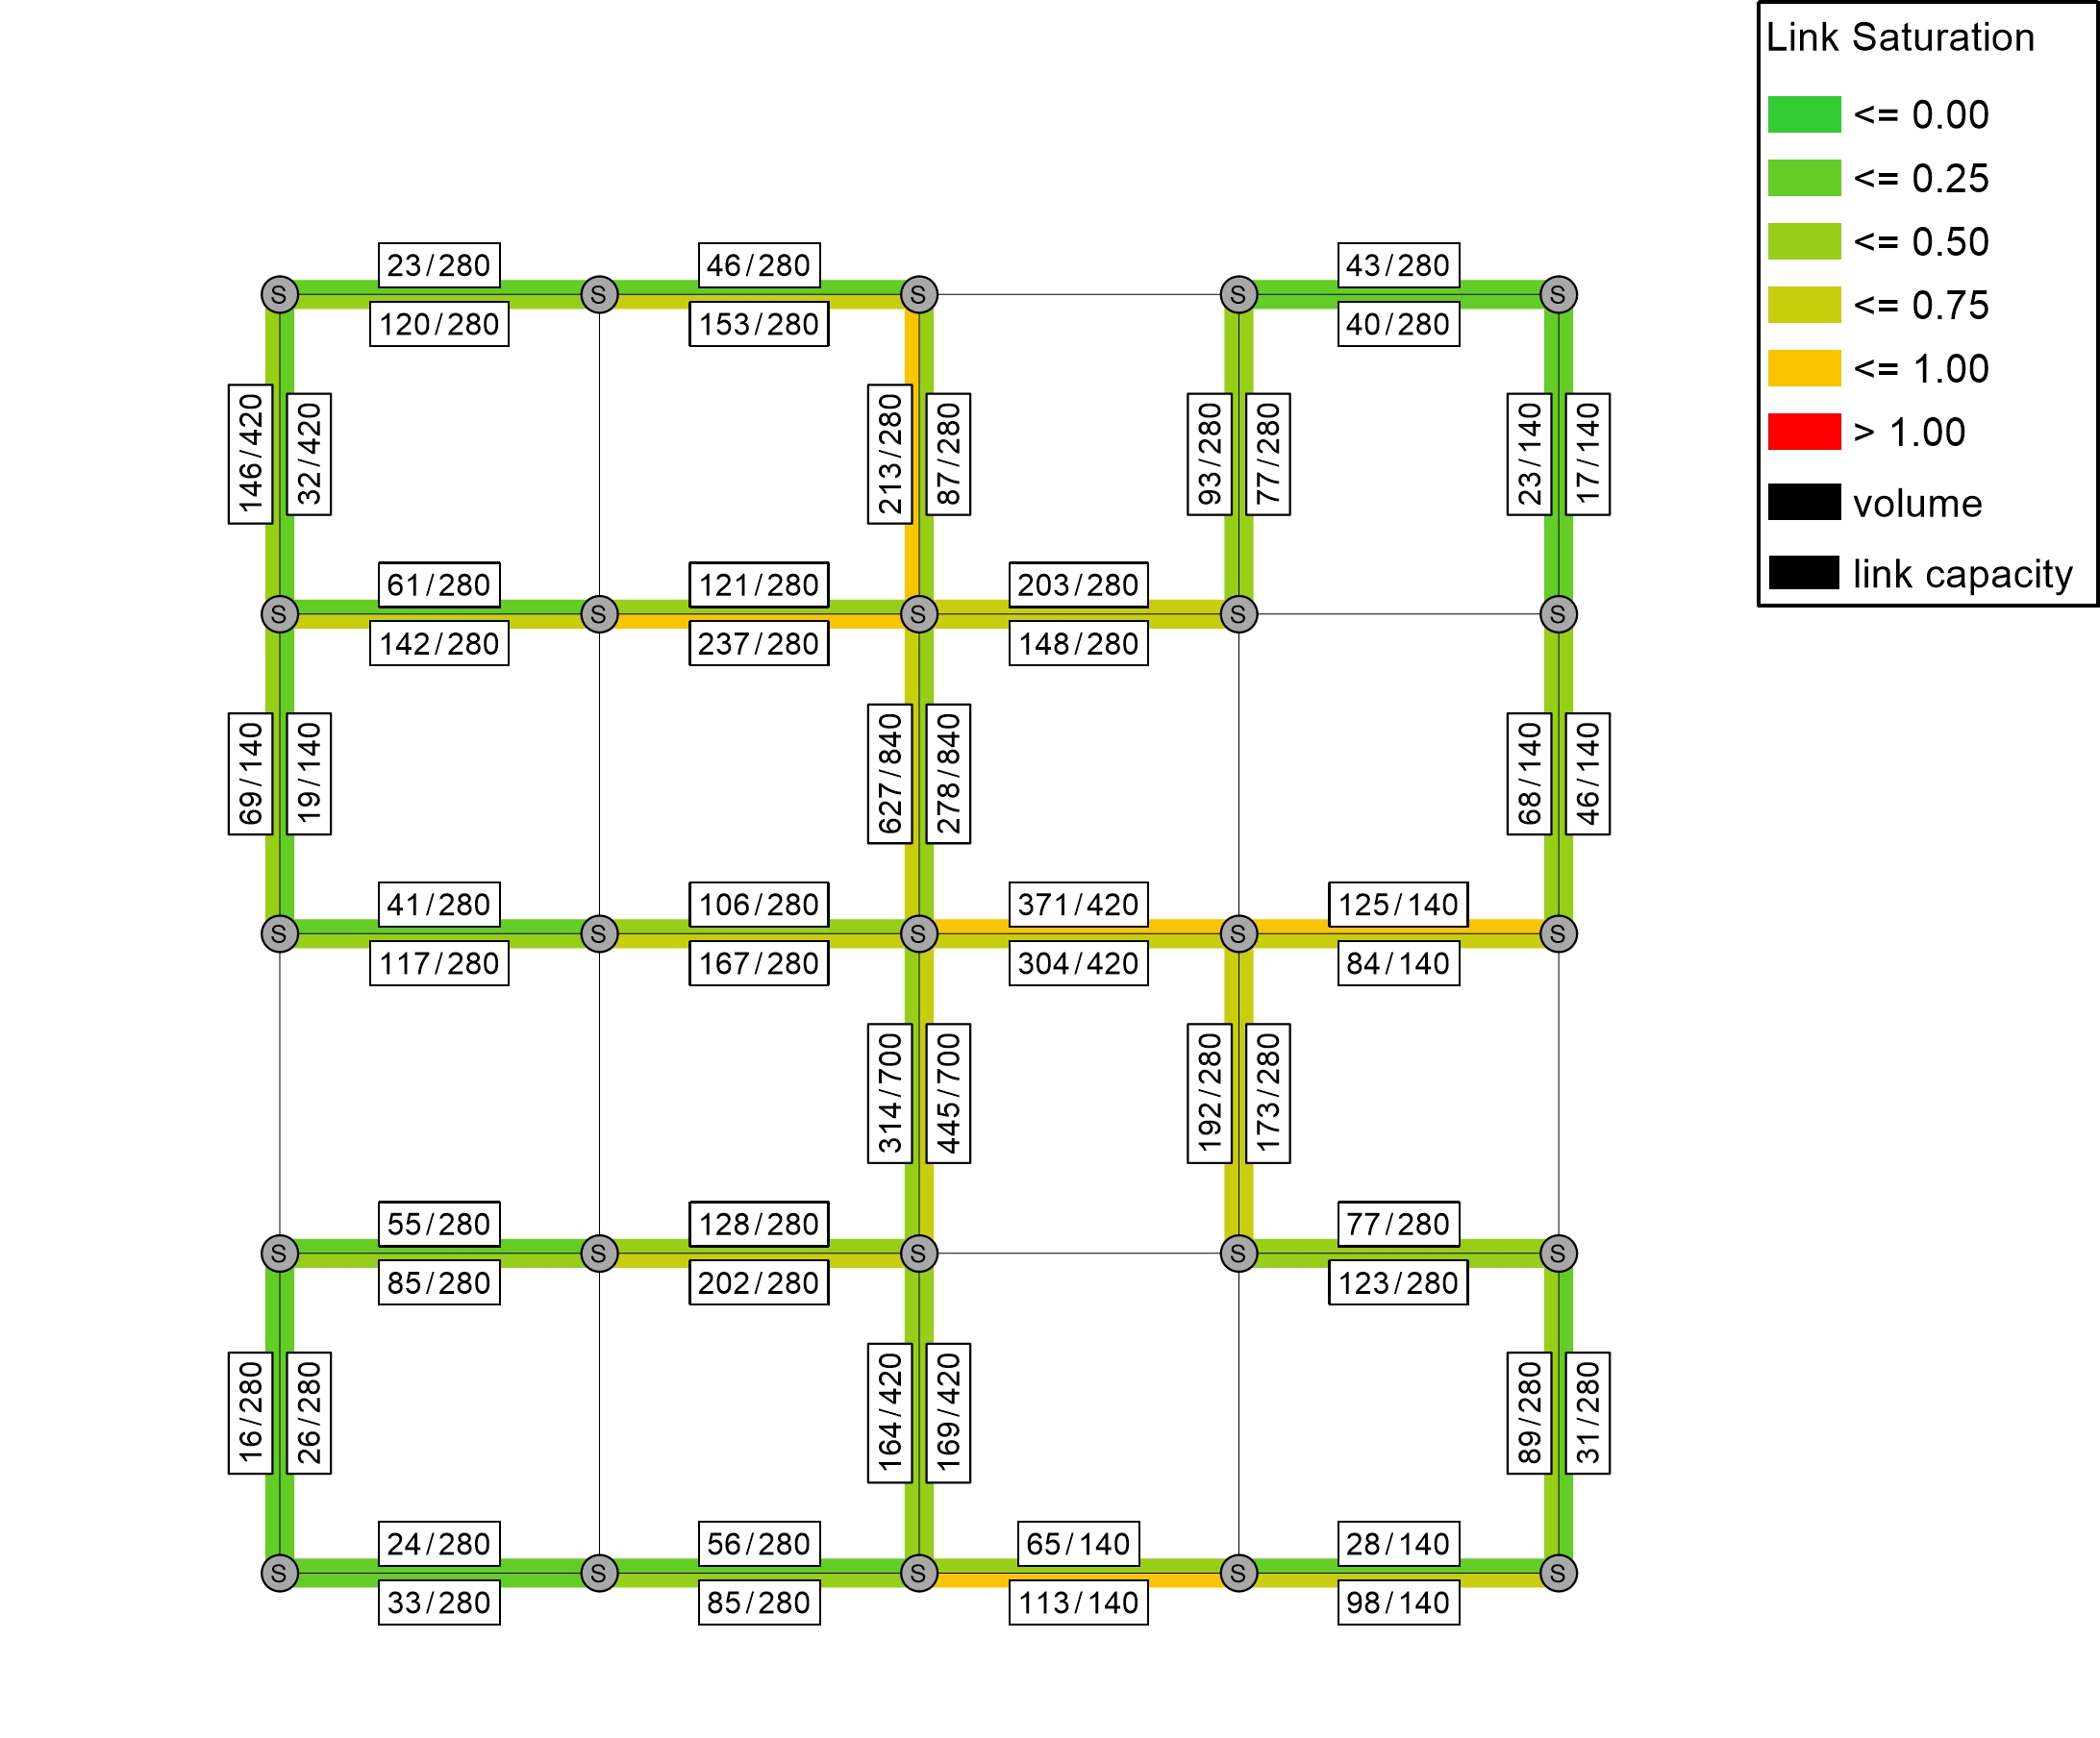 Link Saturation
<= 0.00
<= 0.25
<= 0.50
<= 0.75
<= 1.00
> 1.00
volume
link capacity
23/280
46/280
43/280
S
S
S
S
S
120/280
153/280
40/280
146/420
32/420
213/280
87/280
93/280
77/280
23/140
17/140
61/280
121/280
203/280
S
S
S
S
S
142/280
237/280
148/280
69/140
19/140
627/840
278/840
68/140
46/140
41/280
106/280
371/420
125/140
S
S
S
S
S
117/280
167/280
304/420
84/140
314/700
445/700
192/280
173/280
55/280
128/280
77/280
S
S
S
S
S
85/280
202/280
123/280
16/280
26/280
164/420
169/420
89/280
31/280
24/280
56/280
65/140
28/140
S
S
S
S
S
33/280
85/280
113/140
98/140